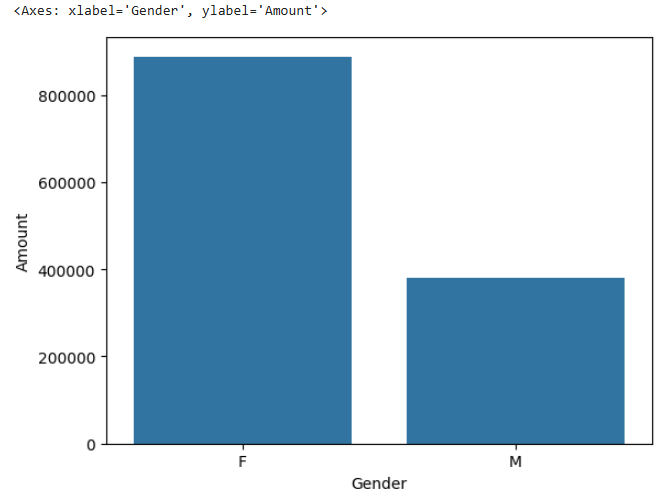 <Axes: xlabel='Gender', ylabel='Amount'>
800000
600000
400000
200000
0
Amount
F
M
Gender